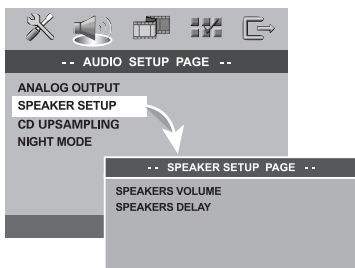 -- AUDIO SETUP PAGE --
ANALOG OUTPUT
SPEAKER SETUP
CD UPSAMPLING
NIGHT MODE
-- SPEAKER SETUP PAGE --
SPEAKERS VOLUME
SPEAKERS DELAY